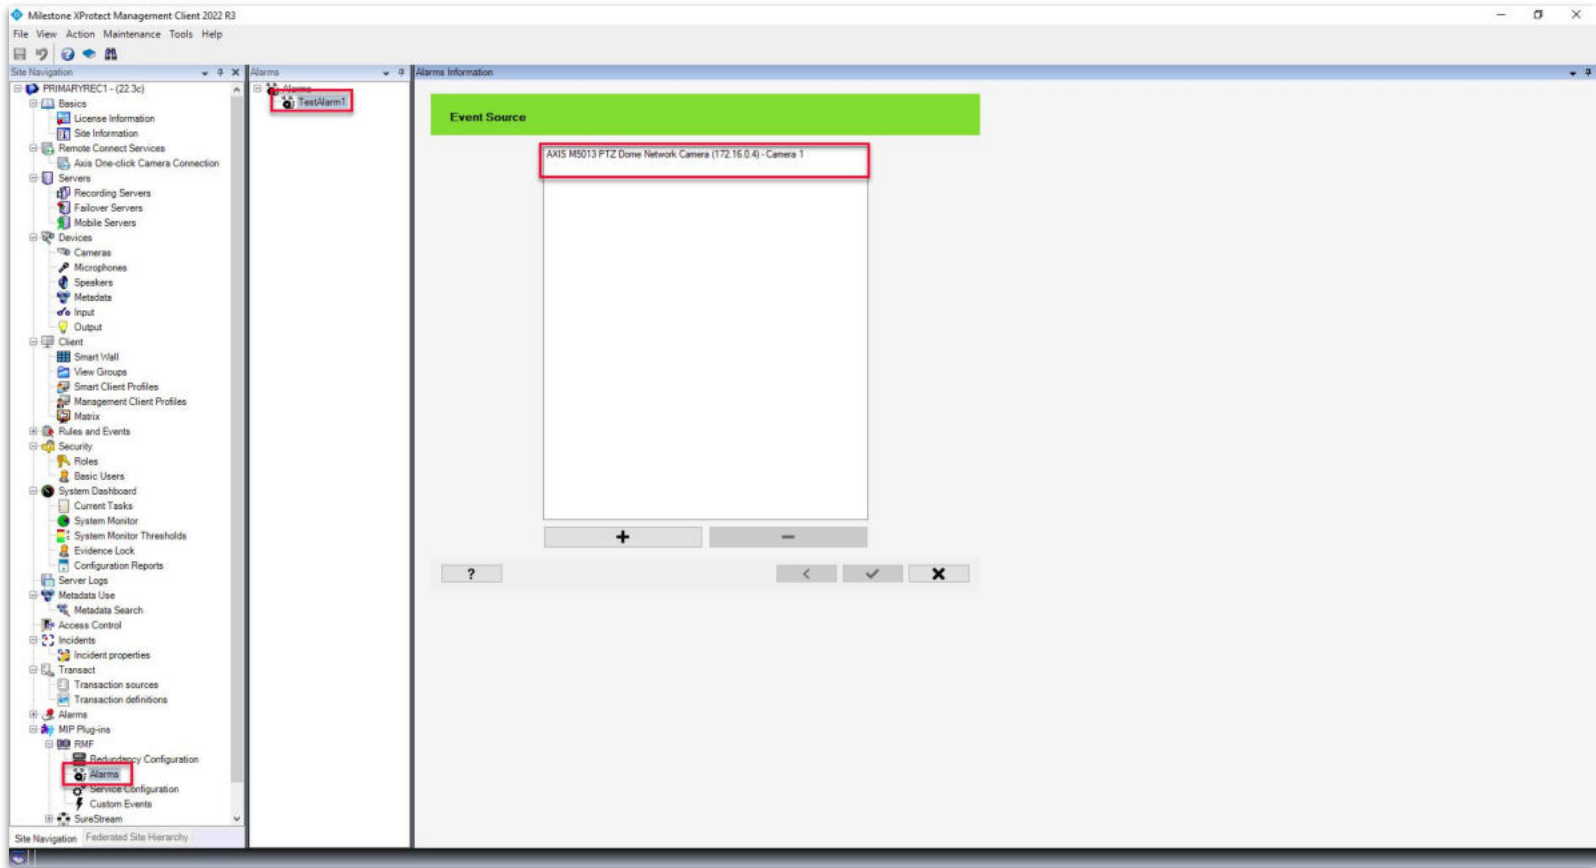 Milestone XProtect Management Client 2022 R3
File View Action Maintenance Tools Help
Site Navigation
PRIMARYREC1 - (22.3c)
Basics
License Information
Site Information
Remote Connect Services
Axis One-click Camera Connection
Servers
Recording Servers
Failover Servers
Mobile Servers
Devices
Cameras
Microphones
Speakers
Metadata
Input
Output
Client
Smart Wall
View Groups
Smart Client Profiles
Management Client Profiles
Matrix
Rules and Events
Security
Roles
Basic Users
System Dashboard
Current Tasks
System Monitor
System Monitor Thresholds
Evidence Lock
Configuration Reports
Server Logs
Metadata Use
Metadata Search
Access Control
Incidents
Incident properties
Transact
Transaction sources
Transaction definitions
Alarms
MIP Plug-ins
RMF
Redundancy Configuration
Alarms
Service Configuration
Custom Events
SureStream
Site Navigation Federated Site Hierarchy
Alarms
Alarms
TestAlarm1
Alarms Information
Event Source
AXIS M5013 PTZ Dome Network Camera (172.16.0.4) - Camera 1
+ −
?